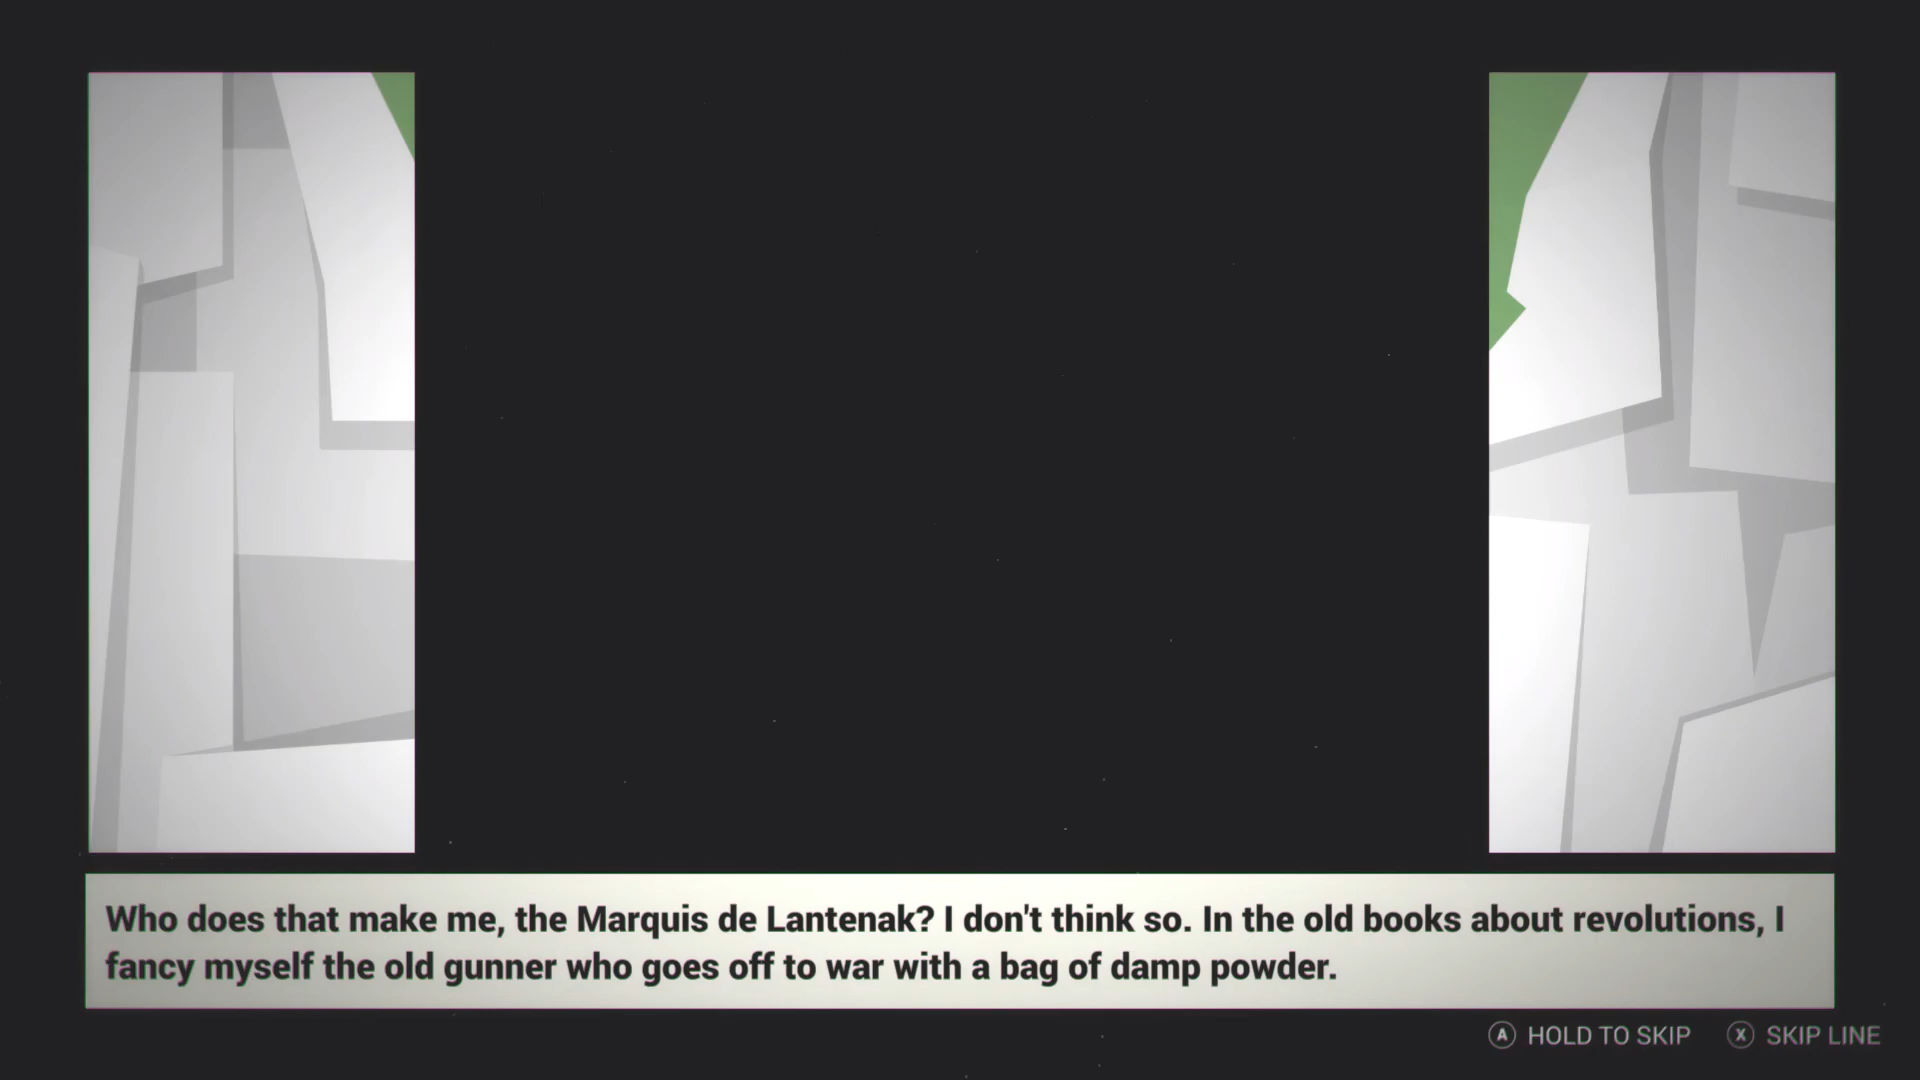 Who does that make me, the Marquis de Lantenak? I don't think so. In the old books about revolutions, I
fancy myself the old gunner who goes off to war with a bag of damp powder.
A HOLD TO SKIP X SKIP LINE